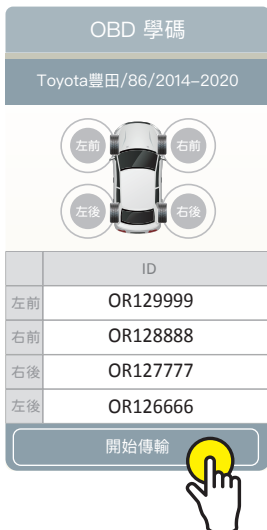 OBD 學碼
Toyota豐田/86/2014–2020
左前 右前
左後 右後
ID
左前 OR129999
右前 OR128888
右後 OR127777
左後 OR126666
開始傳輸